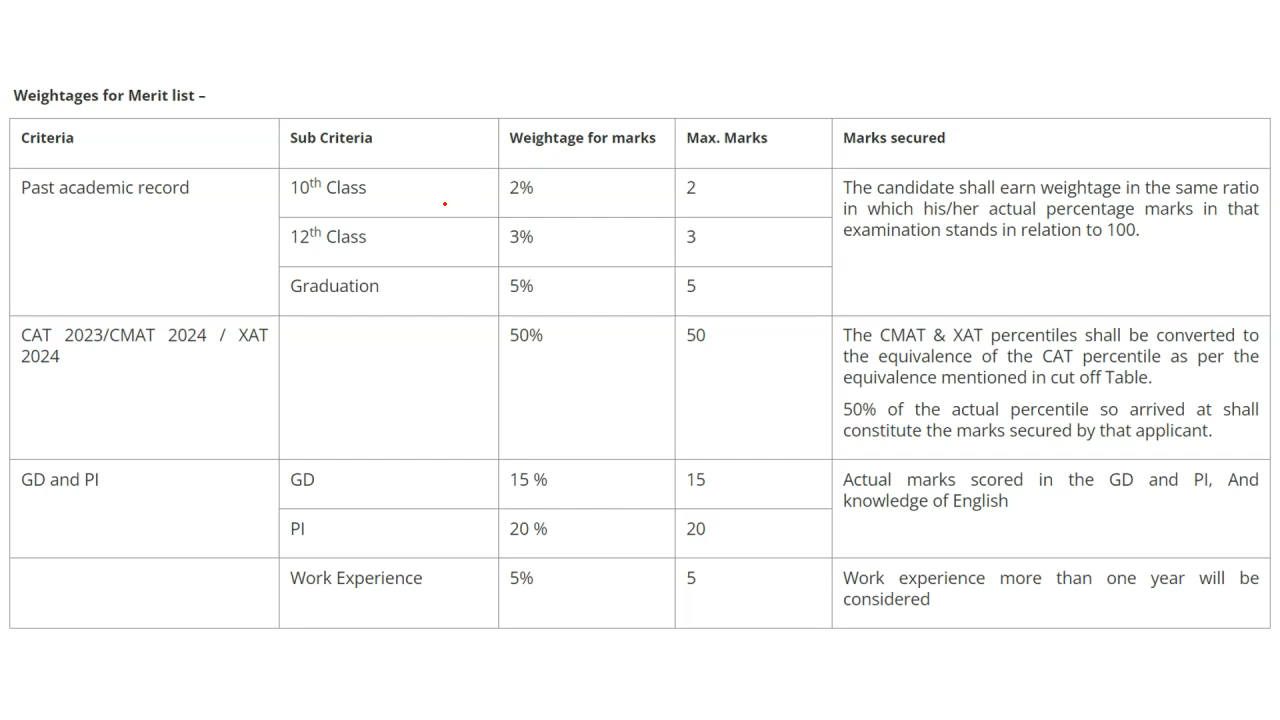 Weightages for Merit list –
Criteria
Sub Criteria
Weightage for marks
Max. Marks
Marks secured
Past academic record
10th Class
2%
2
The candidate shall earn weightage in the same ratio
in which his/her actual percentage marks in that
examination stands in relation to 100.
12th Class
3%
3
Graduation
5%
5
CAT 2023/CMAT 2024 / XAT
2024
50%
50
The CMAT & XAT percentiles shall be converted to
the equivalence of the CAT percentile as per the
equivalence mentioned in cut off Table.
50% of the actual percentile so arrived at shall
constitute the marks secured by that applicant.
GD and PI
GD
15 %
15
Actual marks scored in the GD and PI, And
knowledge of English
PI
20 %
20
Work Experience
5%
5
Work experience more than one year will be
considered